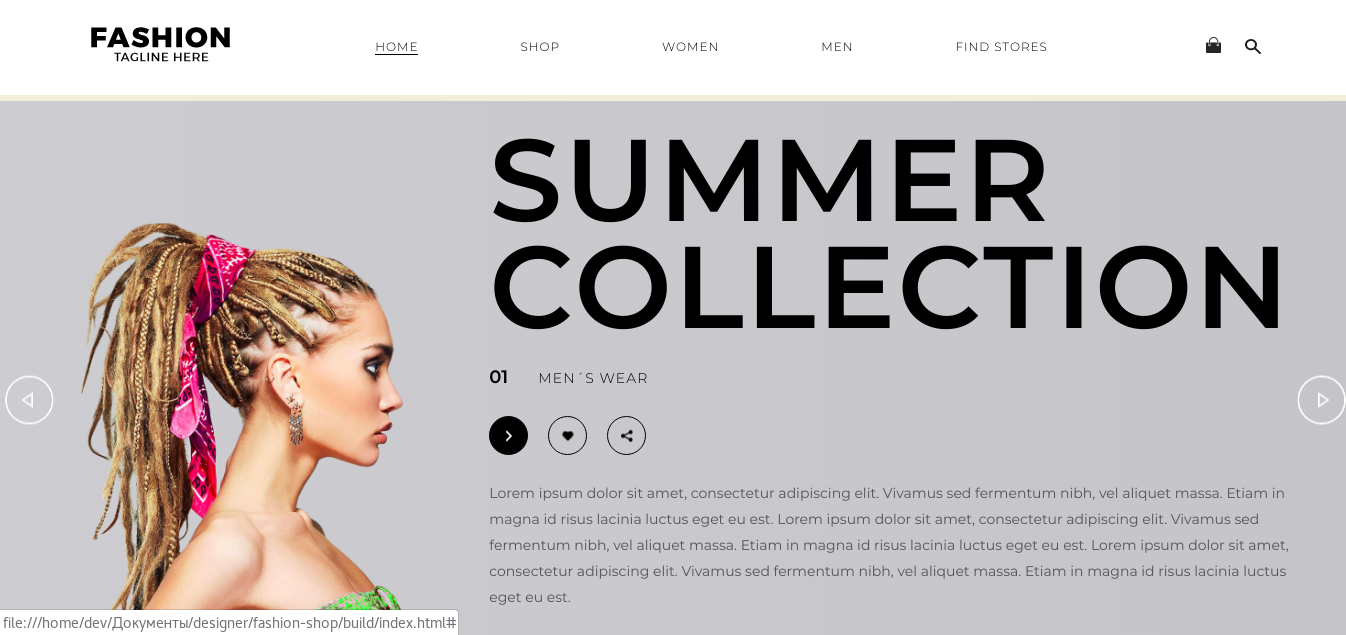 FASHION
TAGLINE HERE
HOME
SHOP
WOMEN
MEN
FIND STORES
SUMMER
COLLECTION
01 MEN´S WEAR
Lorem ipsum dolor sit amet, consectetur adipiscing elit. Vivamus sed fermentum nibh, vel aliquet massa. Etiam in
magna id risus lacinia luctus eget eu est. Lorem ipsum dolor sit amet, consectetur adipiscing elit. Vivamus sed
fermentum nibh, vel aliquet massa. Etiam in magna id risus lacinia luctus eget eu est. Lorem ipsum dolor sit amet,
consectetur adipiscing elit. Vivamus sed fermentum nibh, vel aliquet massa. Etiam in magna id risus lacinia luctus
eget eu est.
file:///home/dev/Документы/designer/fashion-shop/build/index.html#